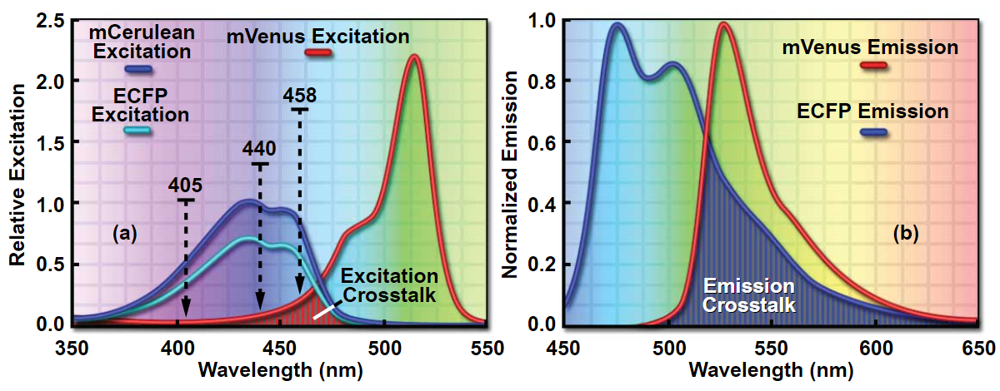 2.5
2.0
1.5
1.0
0.5
0.0
Relative Excitation
mCerulean
Excitation
ECFP
Excitation
mVenus Excitation
405
440
458
(a)
Excitation
Crosstalk
350
400
450
500
550
Wavelength (nm)
1.0
0.8
0.6
0.4
0.2
0.0
Normalized Emission
mVenus Emission
ECFP Emission
(b)
Emission
Crosstalk
450
500
550
600
650
Wavelength (nm)